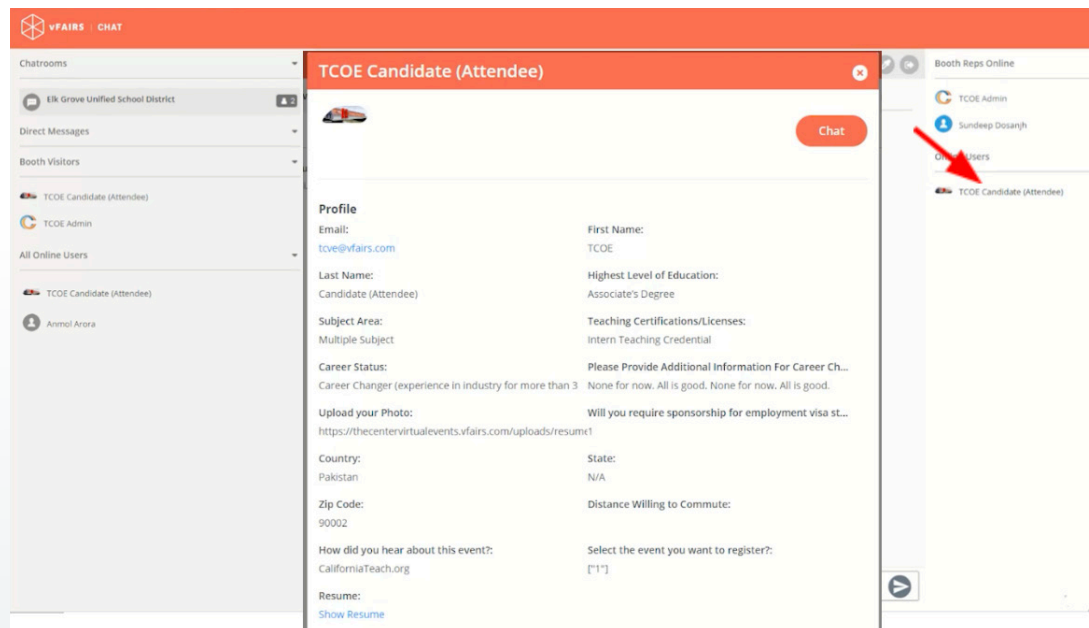 vFAIRS | CHAT
Chatrooms
Elk Grove Unified School District
2
Direct Messages
Booth Visitors
TCOE Candidate (Attendee)
TCOE Admin
All Online Users
TCOE Candidate (Attendee)
Anmol Arora
TCOE Candidate (Attendee)
Chat
Profile
Email:
First Name:
tcve@vfairs.com
TCOE
Last Name:
Highest Level of Education:
Candidate (Attendee)
Associate's Degree
Subject Area:
Teaching Certifications/Licenses:
Multiple Subject
Intern Teaching Credential
Career Status:
Please Provide Additional Information For Career Ch...
Career Changer (experience in industry for more than 3
None for now. All is good. None for now. All is good.
Upload your Photo:
Will you require sponsorship for employment visa st...
https://thecentervirtualevents.vfairs.com/uploads/resume
1
Country:
State:
Pakistan
N/A
Zip Code:
Distance Willing to Commute:
90002
How did you hear about this event?:
Select the event you want to register?:
CaliforniaTeach.org
["1"]
Resume:
Show Resume
Booth Reps Online
TCOE Admin
Sundeep Dosanjh
Users
TCOE Candidate (Attendee)